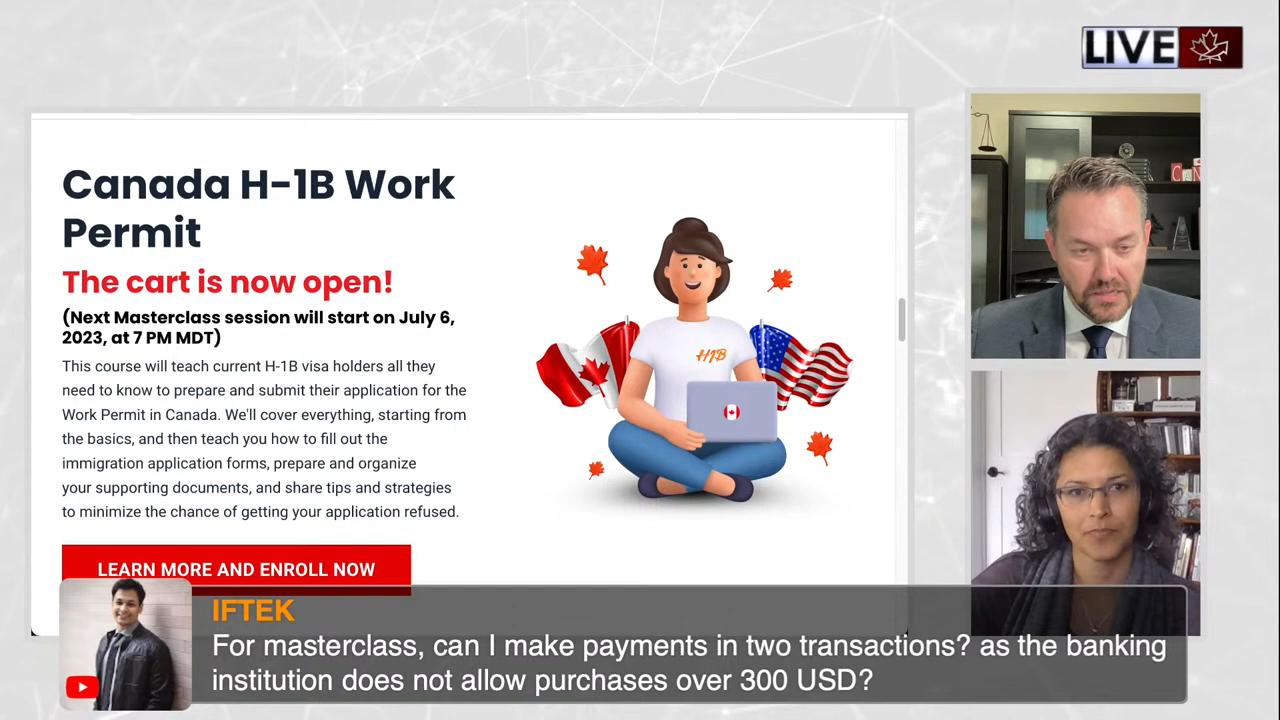 LIVE
Canada H-1B Work
Permit
The cart is now open!
(Next Masterclass session will start on July 6,
2023, at 7 PM MDT)
This course will teach current H-1B visa holders all they
need to know to prepare and submit their application for the
Work Permit in Canada. We'll cover everything, starting from
the basics, and then teach you how to fill out the
immigration application forms, prepare and organize
your supporting documents, and share tips and strategies
to minimize the chance of getting your application refused.
H1B
LEARN MORE AND ENROLL NOW
IFTEK
For masterclass, can I make payments in two transactions? as the banking
institution does not allow purchases over 300 USD?